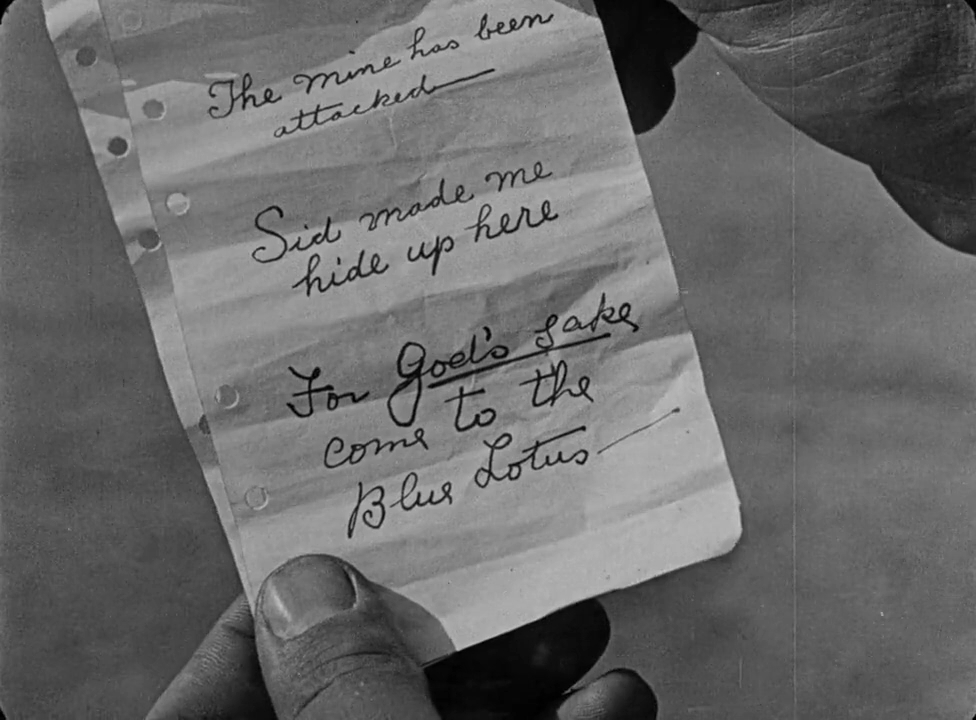 The mine has been
attacked—
Sid made me
hide up here
For God's sake
come to the
Blue Lotus—